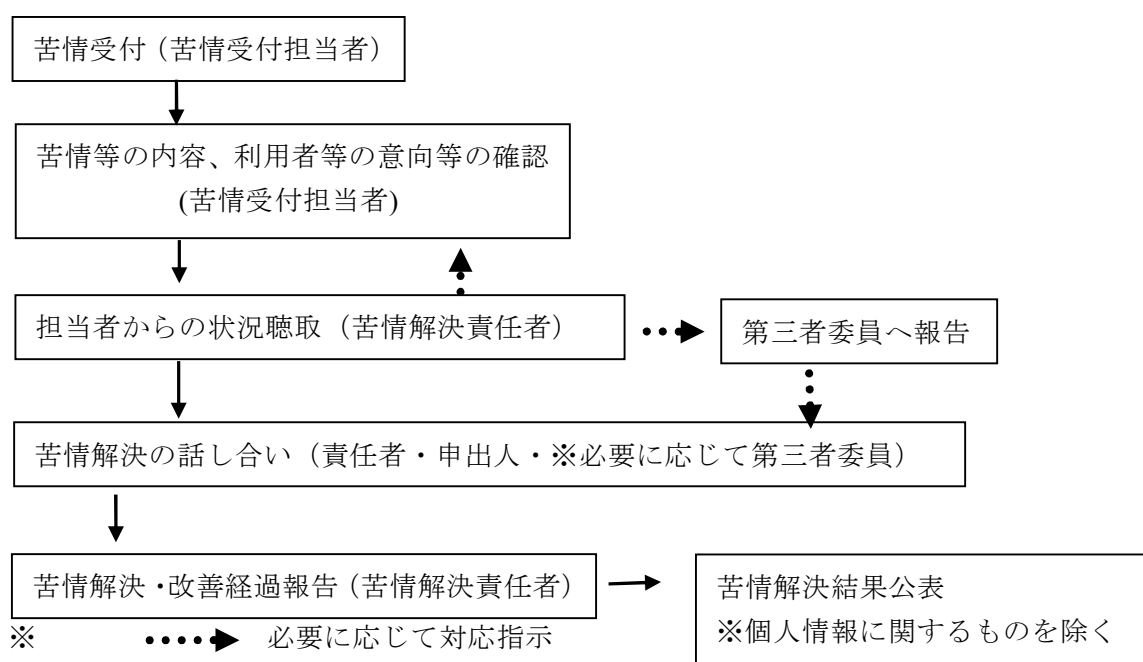 苦情受付（苦情受付担当者）
苦情等の内容、利用者等の意向等の確認
(苦情受付担当者)
担当者からの状況聴取（苦情解決責任者）
第三者委員へ報告
苦情解決の話し合い（責任者・申出人・※必要に応じて第三者委員）
苦情解決・改善経過報告（苦情解決責任者）
苦情解決結果公表
※個人情報に関するものを除く
※ 必要に応じて対応指示